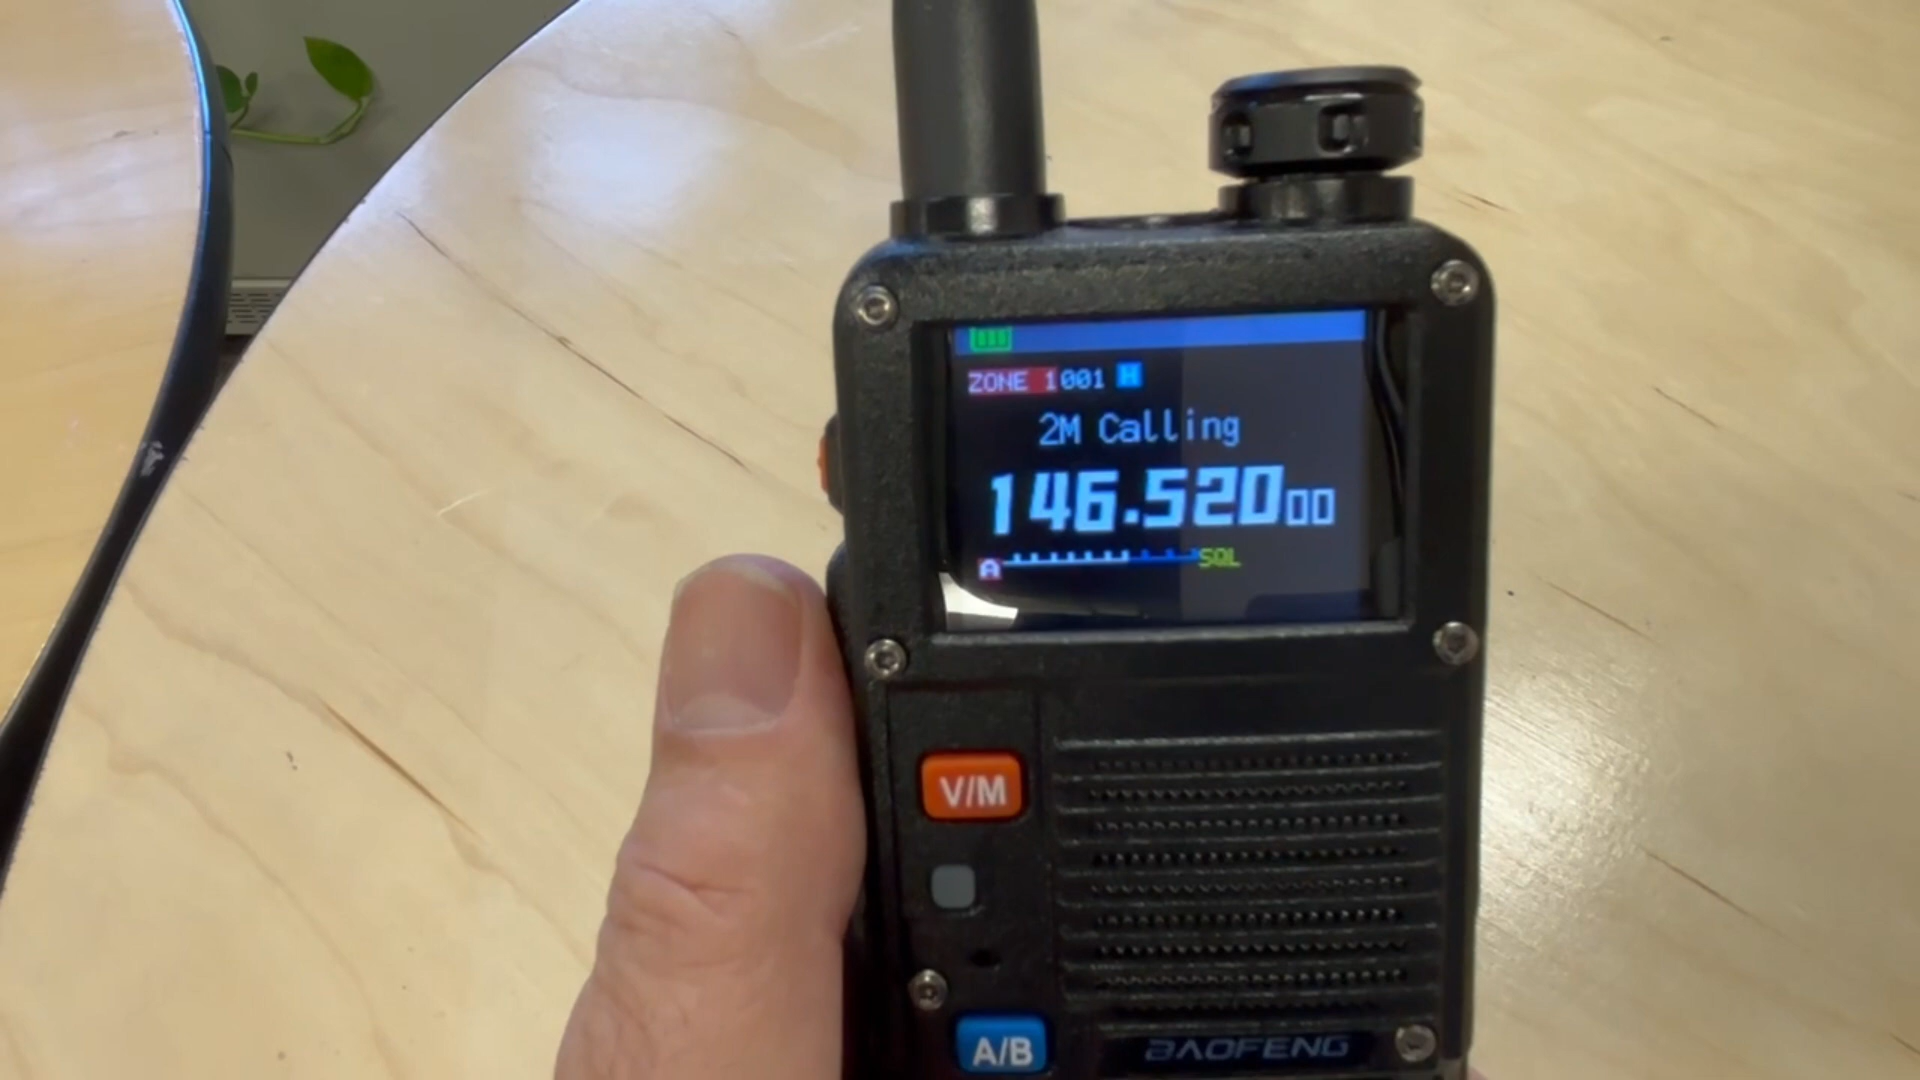 ZONE 1001 H
2M Calling
146.52000
A SQL
V/M
A/B
BAOFENG